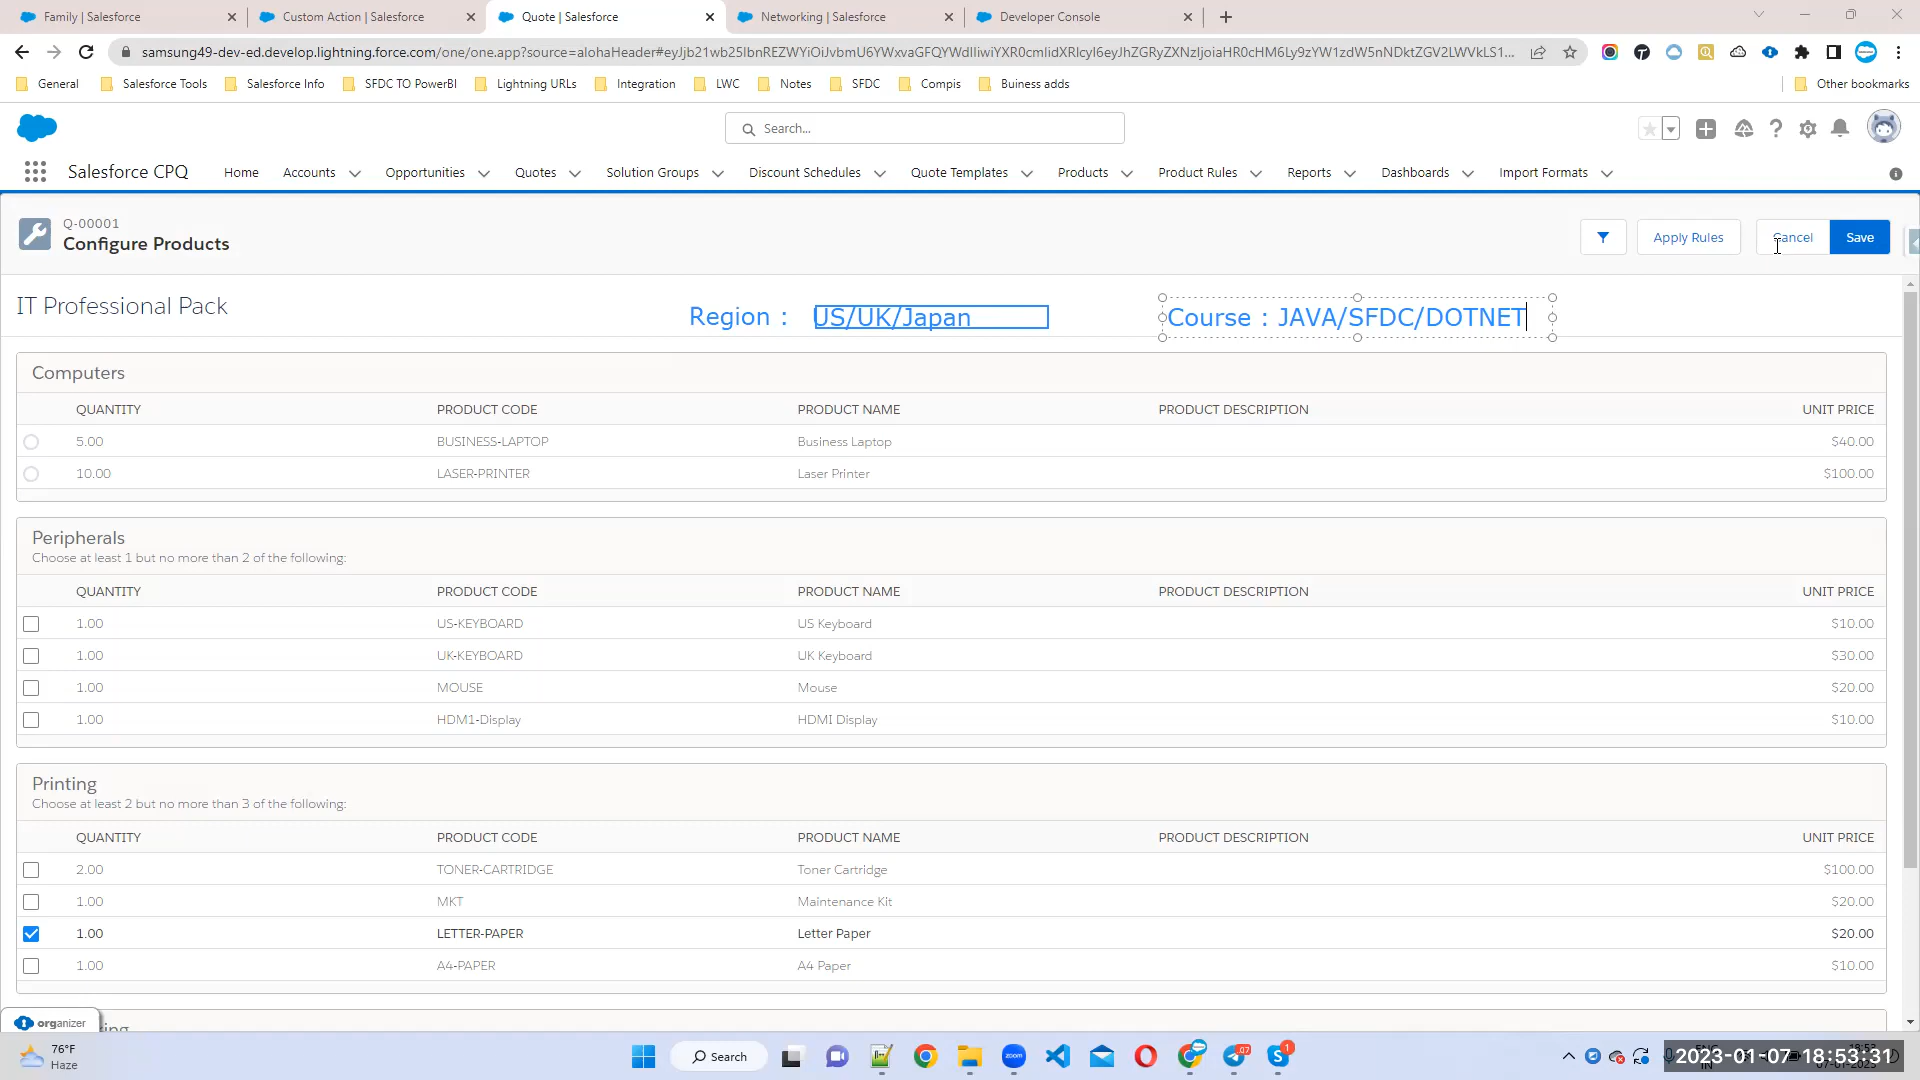 Family | Salesforce
Custom Action | Salesforce
Quote | Salesforce
Networking | Salesforce
Developer Console
samsung49-dev-ed.develop.lightning.force.com/one/one.app?source=alohaHeader#
General
Salesforce Tools
Salesforce Info
SFDC TO PowerBI
Lightning URLs
Integration
LWC
Notes
SFDC
Compis
Buiness adds
Other bookmarks
Search...
Salesforce CPQ
Home
Accounts
Opportunities
Quotes
Solution Groups
Discount Schedules
Quote Templates
Products
Product Rules
Reports
Dashboards
Import Formats
Q-00001
Configure Products
Apply Rules
Cancel
Save
IT Professional Pack
Region : US/UK/Japan
Course : JAVA/SFDC/DOTNET
Computers
QUANTITY PRODUCT CODE PRODUCT NAME PRODUCT DESCRIPTION UNIT PRICE
5.00 BUSINESS-LAPTOP Business Laptop $40.00
10.00 LASER-PRINTER Laser Printer $100.00
Peripherals
Choose at least 1 but no more than 2 of the following:
QUANTITY PRODUCT CODE PRODUCT NAME PRODUCT DESCRIPTION UNIT PRICE
1.00 US-KEYBOARD US Keyboard $10.00
1.00 UK-KEYBOARD UK Keyboard $30.00
1.00 MOUSE Mouse $20.00
1.00 HDM1-Display HDMI Display $10.00
Printing
Choose at least 2 but no more than 3 of the following:
QUANTITY PRODUCT CODE PRODUCT NAME PRODUCT DESCRIPTION UNIT PRICE
2.00 TONER-CARTRIDGE Toner Cartridge $100.00
1.00 MKT Maintenance Kit $20.00
1.00 LETTER-PAPER Letter Paper $20.00
1.00 A4-PAPER A4 Paper $10.00
organizer
76°F
Haze
Search
zoom
07
1
2023-01-07 18:53:31